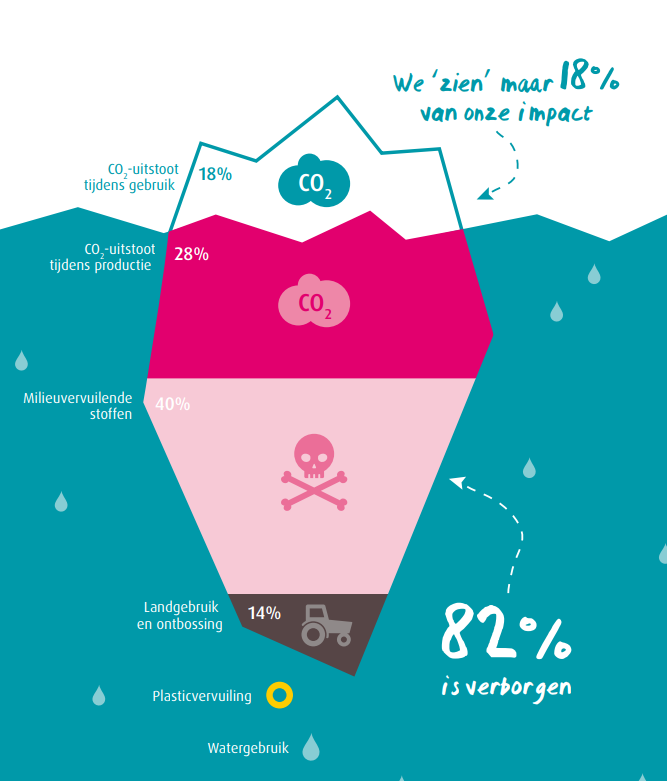 We 'zien' maar 18%
van onze impact
CO₂-uitstoot
tijdens gebruik
18%
CO₂
CO₂-uitstoot
tijdens productie
28%
CO₂
Milieuvervuilende
stoffen
40%
Landgebruik
en ontbossing
14%
82%
is verborgen
Plasticvervuiling
Watergebruik